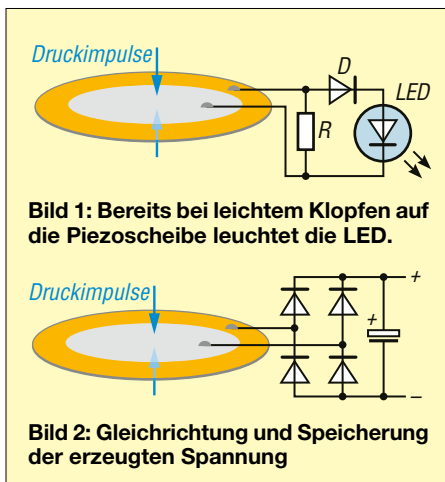 Druckimpulse
D
LED
R
Bild 1: Bereits bei leichtem Klopfen auf
die Piezoscheibe leuchtet die LED.
Druckimpulse
+
+
–
Bild 2: Gleichrichtung und Speicherung
der erzeugten Spannung